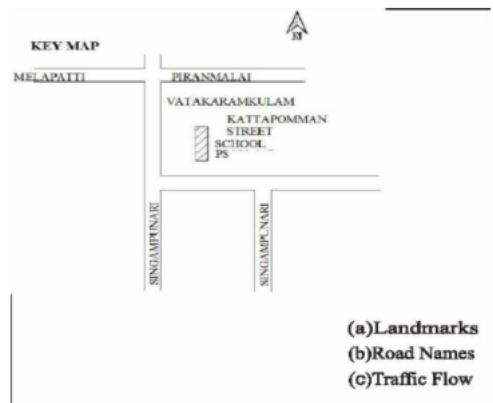 N
KEY MAP
MELAPATTI PIRANMALAI
VATAKARAMKULAM
KATTAPOMMAN
STREET
SCHOOL
PS
SINGAMPUNARI
SINGAMPUNARI
(a)Landmarks
(b)Road Names
(c)Traffic Flow